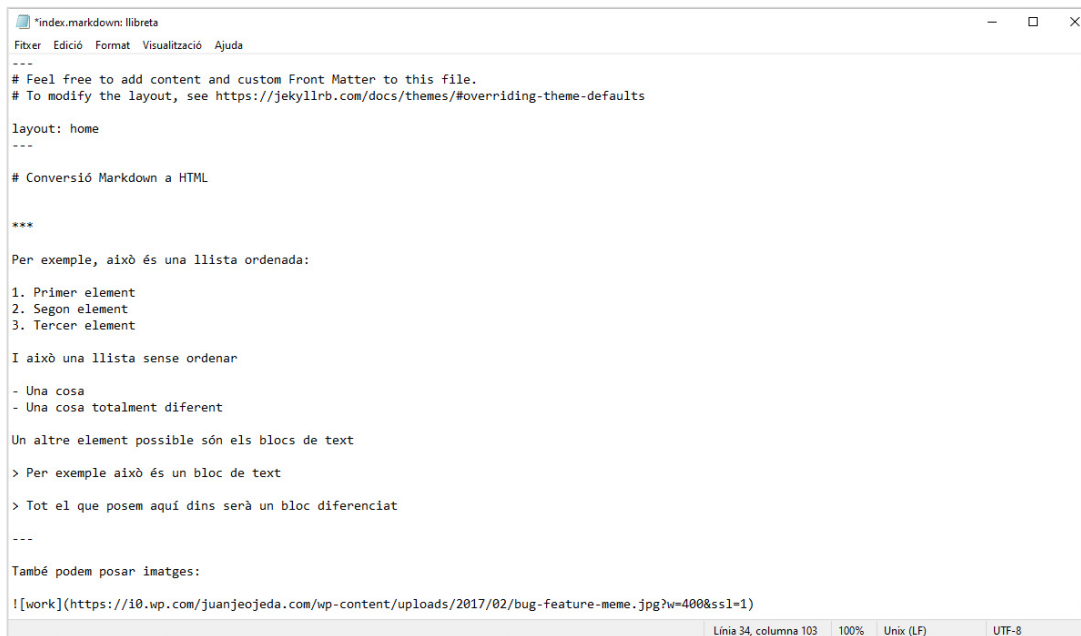 *index.markdown: llibreta
Fitxer Edició Format Visualització Ajuda
---
# Feel free to add content and custom Front Matter to this file.
# To modify the layout, see https://jekyllrb.com/docs/themes/#overriding-theme-defaults
layout: home
---
# Conversió Markdown a HTML
***
Per exemple, això és una llista ordenada:
1. Primer element
2. Segon element
3. Tercer element
I això una llista sense ordenar
- Una cosa
- Una cosa totalment diferent
Un altre element possible són els blocs de text
> Per exemple això és un bloc de text
> Tot el que posem aquí dins serà un bloc diferenciat
---
També podem posar imatges:
![work](https://i0.wp.com/juanjeojeda.com/wp-content/uploads/2017/02/bug-feature-meme.jpg?w=400&ssl=1)
Línia 34, columna 103 100% Unix (LF) UTF-8